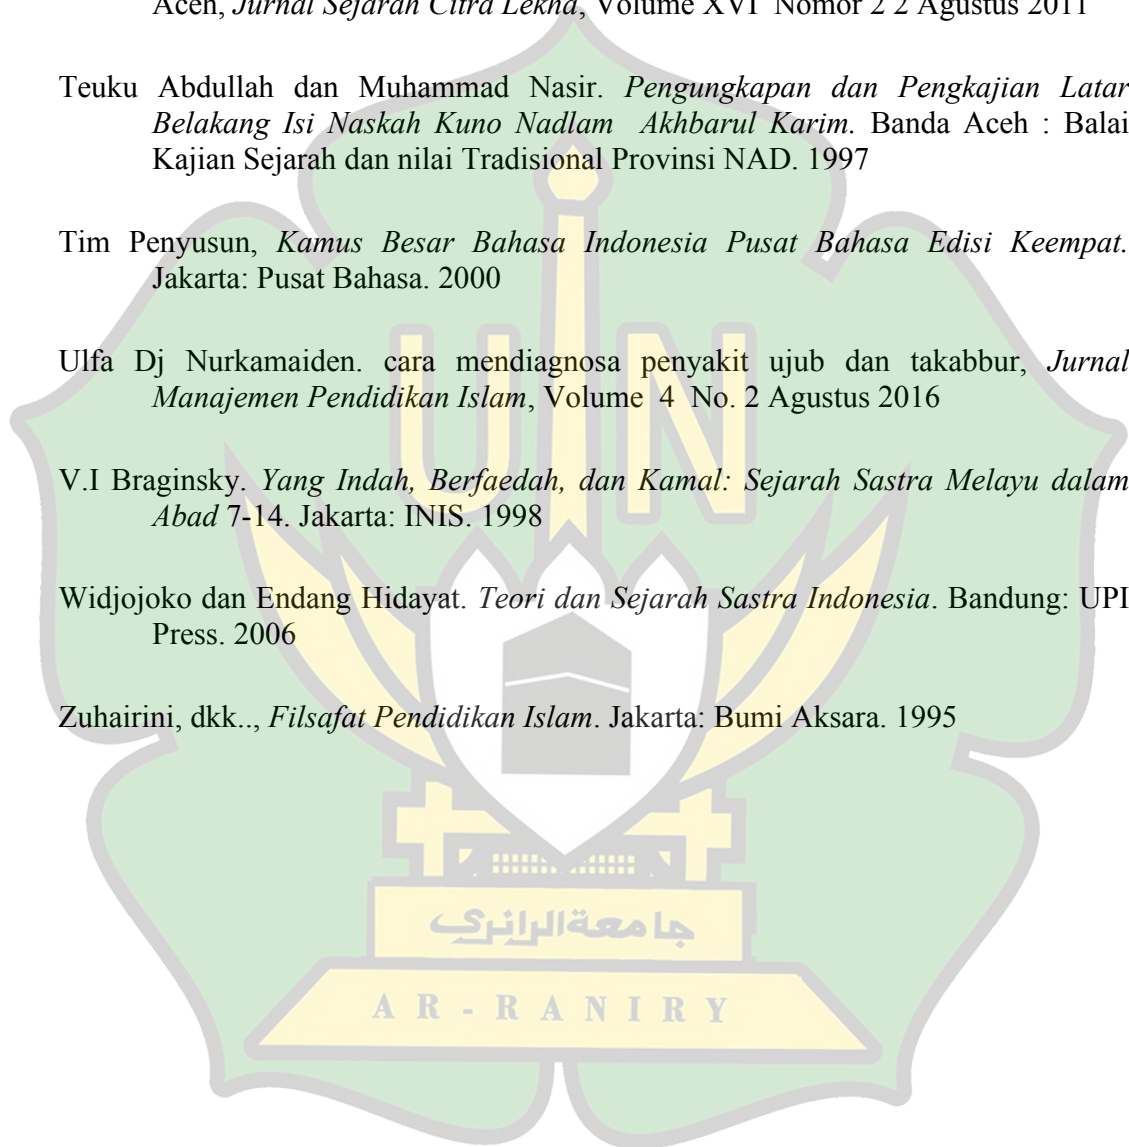 Aceh, Jurnal Sejarah Citra Lekha, Volume XVI Nomor 2 2 Agustus 2011
Teuku Abdullah dan Muhammad Nasir. Pengungkapan dan Pengkajian Latar
Belakang Isi Naskah Kuno Nadlam Akhbarul Karim. Banda Aceh : Balai
Kajian Sejarah dan nilai Tradisional Provinsi NAD. 1997
Tim Penyusun, Kamus Besar Bahasa Indonesia Pusat Bahasa Edisi Keempat.
Jakarta: Pusat Bahasa. 2000
Ulfa Dj Nurkamaiden. cara mendiagnosa penyakit ujub dan takabbur, Jurnal
Manajemen Pendidikan Islam, Volume 4 No. 2 Agustus 2016
V.I Braginsky. Yang Indah, Berfaedah, dan Kamal: Sejarah Sastra Melayu dalam
Abad 7-14. Jakarta: INIS. 1998
Widjojoko dan Endang Hidayat. Teori dan Sejarah Sastra Indonesia. Bandung: UPI
Press. 2006
Zuhairini, dkk.., Filsafat Pendidikan Islam. Jakarta: Bumi Aksara. 1995
UIN
جامعة الرانري
AR-RANIRY